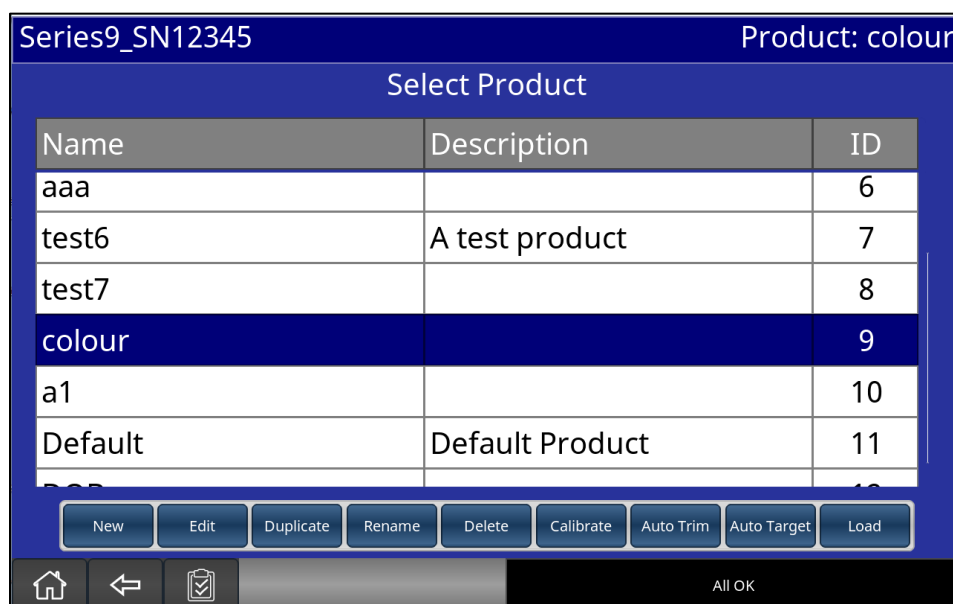 Series9_SN12345 Product: colour
Select Product
Name Description ID
aaa 6
test6 A test product 7
test7 8
colour 9
a1 10
Default Default Product 11
New Edit Duplicate Rename Delete Calibrate Auto Trim Auto Target Load
All OK